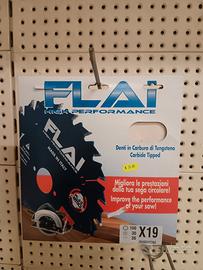 FLAI
HIGH PERFORMANCE
Denti in Carburo di Tungsteno
Carbide Tipped
FLAI
Migliora le prestazioni
della tua sega circolare!
Improve the performance
of your saw!
X19